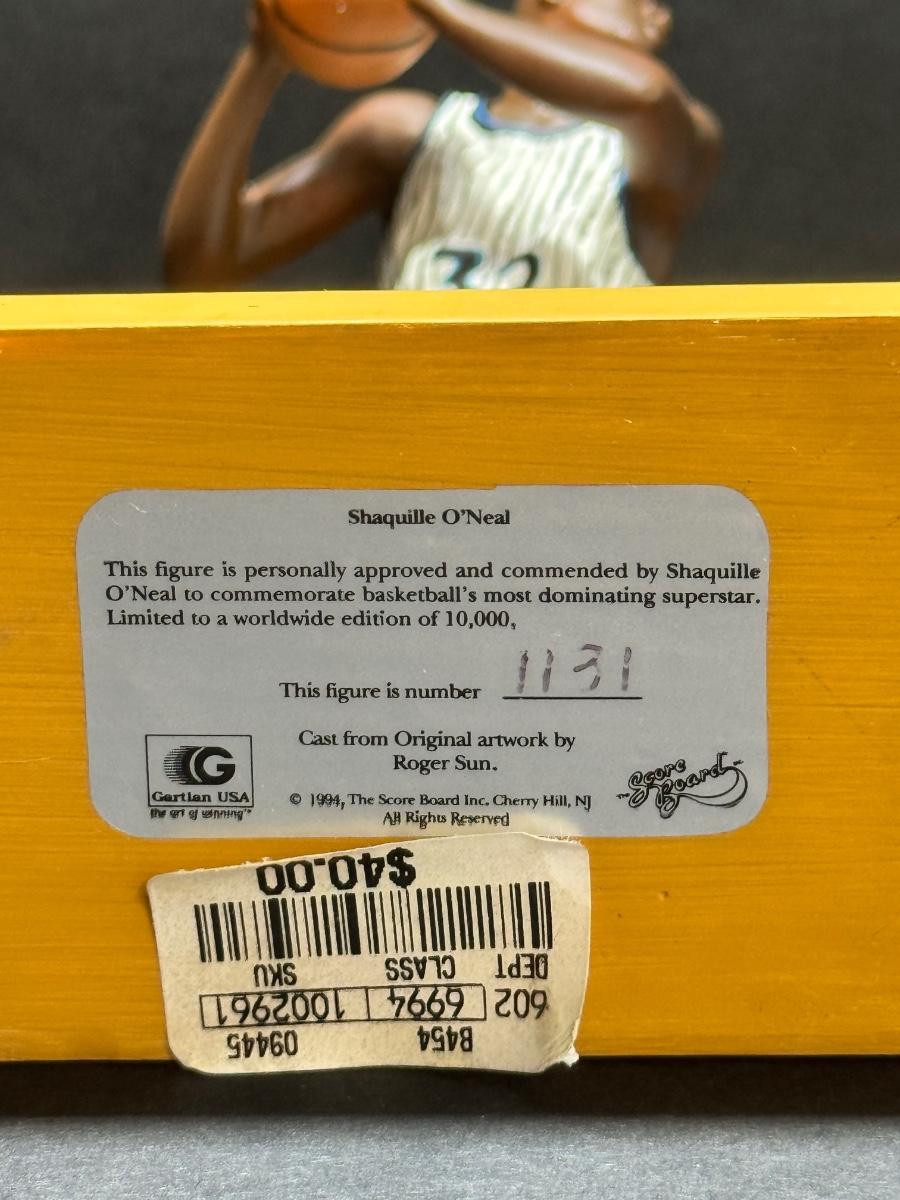 32
Shaquille O'Neal
This figure is personally approved and commended by Shaquille
O'Neal to commemorate basketball's most dominating superstar.
Limited to a worldwide edition of 10,000,
This figure is number 1131
Cast from Original artwork by
Roger Sun.
G
Gartlan USA
the art of winning™
© 1994, The Score Board Inc. Cherry Hill, NJ
All Rights Reserved
Score Board
B454 09445
602 6994 1002961
DEPT CLASS SKU
$40.00